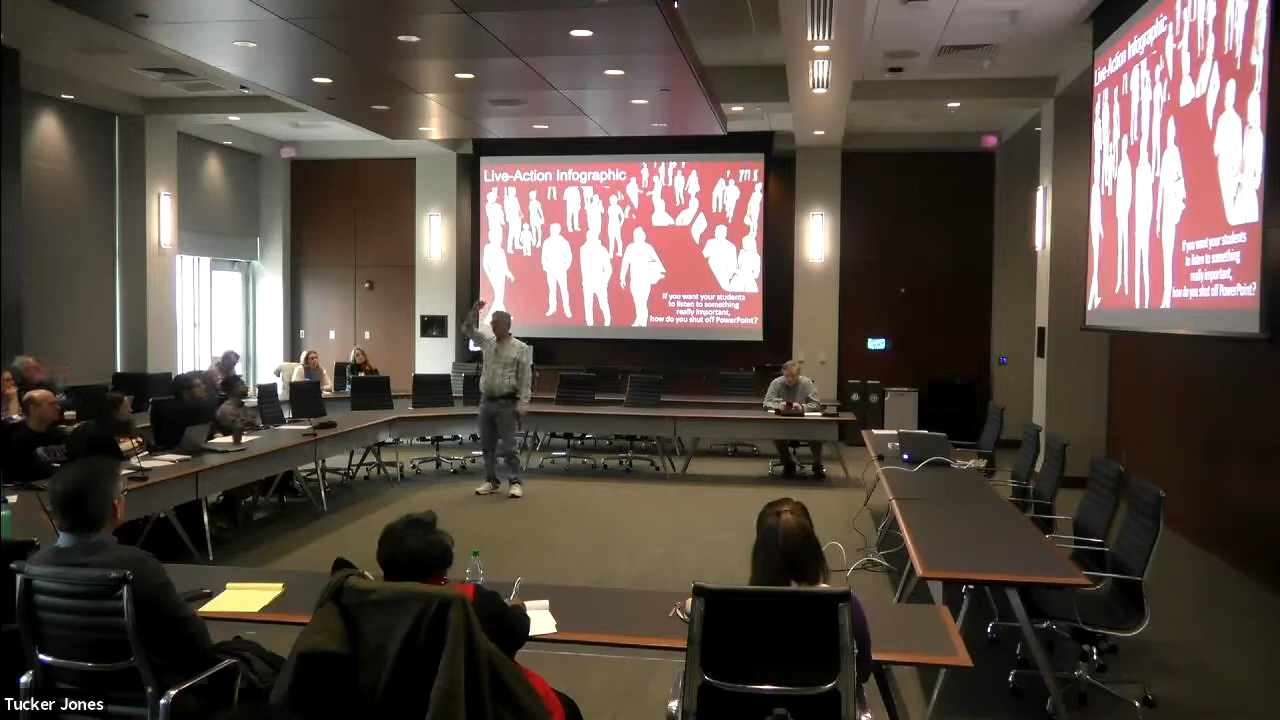 Live-Action Infographic
If you want your students
to listen to something
really important,
how do you shut off PowerPoint?
Live-Action Infographic
If you want your students
to listen to something
really important,
how do you shut off PowerPoint?
Tucker Jones